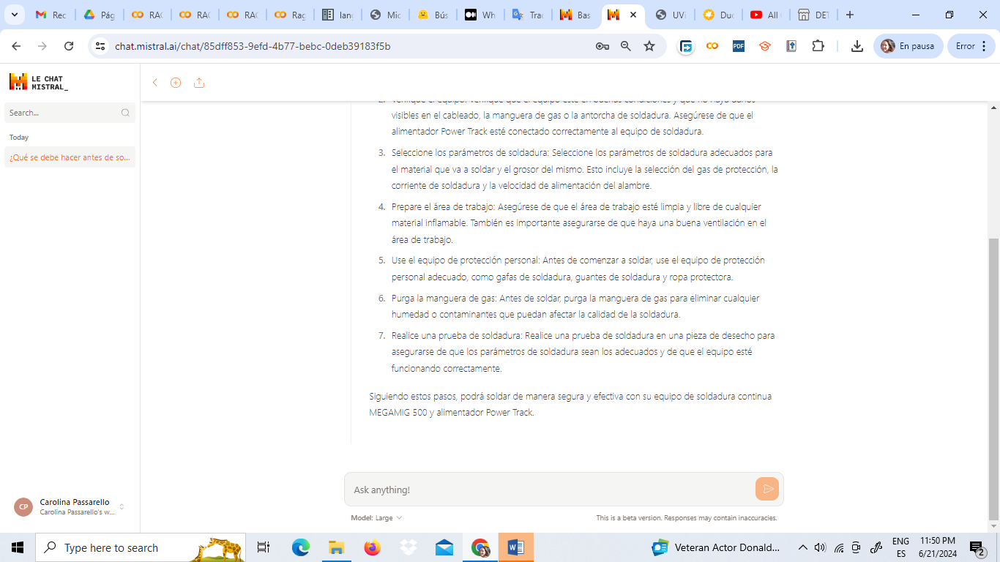 Rec
Pág
RAG
RAG
RAG
Rag
lang
Mic
Bús
Wh
Trac
Bas
UVi
Duc
All
DET
chat.mistral.ai/chat/85dff853-9efd-4b77-bebc-0deb39183f5b
PDF
En pausa
Error
LE CHAT
MISTRAL_
Search...
Today
¿Qué se debe hacer antes de so...
visibles en el cableado, la manguera de gas o la antorcha de soldadura. Asegúrese de que el
alimentador Power Track esté conectado correctamente al equipo de soldadura.
3. Seleccione los parámetros de soldadura: Seleccione los parámetros de soldadura adecuados para
el material que va a soldar y el grosor del mismo. Esto incluye la selección del gas de protección, la
corriente de soldadura y la velocidad de alimentación del alambre.
4. Prepare el área de trabajo: Asegúrese de que el área de trabajo esté limpia y libre de cualquier
material inflamable. También es importante asegurarse de que haya una buena ventilación en el
área de trabajo.
5. Use el equipo de protección personal: Antes de comenzar a soldar, use el equipo de protección
personal adecuado, como gafas de soldadura, guantes de soldadura y ropa protectora.
6. Purga la manguera de gas: Antes de soldar, purga la manguera de gas para eliminar cualquier
humedad o contaminantes que puedan afectar la calidad de la soldadura.
7. Realice una prueba de soldadura: Realice una prueba de soldadura en una pieza de desecho para
asegurarse de que los parámetros de soldadura sean los adecuados y de que el equipo esté
funcionando correctamente.
Siguiendo estos pasos, podrá soldar de manera segura y efectiva con su equipo de soldadura continua
MEGAMIG 500 y alimentador Power Track.
Ask anything!
Model: Large
This is a beta version. Responses may contain inaccuracies.
CP
Carolina Passarello
Carolina Passarello's w...
Type here to search
Veteran Actor Donald...
ENG
ES
11:50 PM
6/21/2024
2